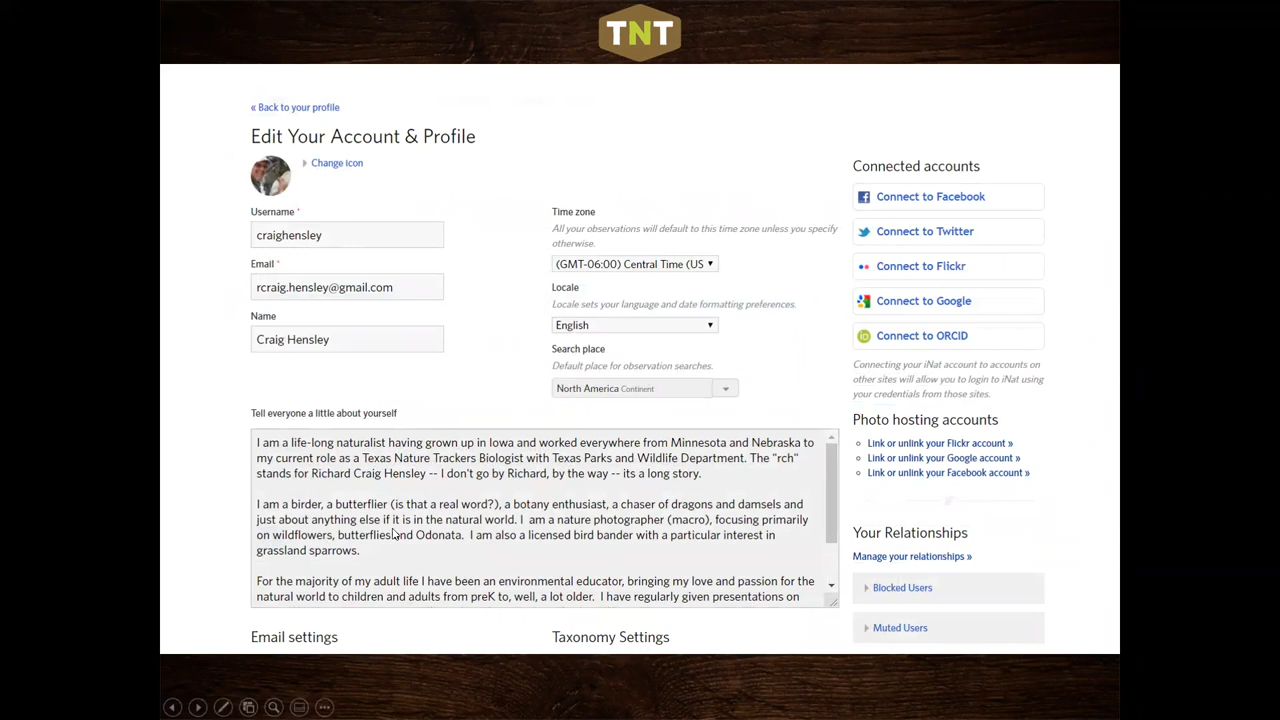 TNT
« Back to your profile
Edit Your Account & Profile
Change icon
Username *
craighensley
Email *
rcraig.hensley@gmail.com
Name
Craig Hensley
Time zone
All your observations will default to this time zone unless you specify
otherwise.
(GMT-06:00) Central Time (US
Locale
Locale sets your language and date formatting preferences.
English
Search place
Default place for observation searches.
North America Continent
Tell everyone a little about yourself
I am a life-long naturalist having grown up in Iowa and worked everywhere from Minnesota and Nebraska to
my current role as a Texas Nature Trackers Biologist with Texas Parks and Wildlife Department. The "rch"
stands for Richard Craig Hensley -- I don't go by Richard, by the way -- its a long story.
I am a birder, a butterflier (is that a real word?), a botany enthusiast, a chaser of dragons and damsels and
just about anything else if it is in the natural world. I am a nature photographer (macro), focusing primarily
on wildflowers, butterflies and Odonata. I am also a licensed bird bander with a particular interest in
grassland sparrows.
For the majority of my adult life I have been an environmental educator, bringing my love and passion for the
natural world to children and adults from preK to, well, a lot older. I have regularly given presentations on
Email settings
Taxonomy Settings
Connected accounts
Connect to Facebook
Connect to Twitter
Connect to Flickr
Connect to Google
Connect to ORCID
Connecting your iNat account to accounts on
other sites will allow you to login to iNat using
your credentials from those sites.
Photo hosting accounts
Link or unlink your Flickr account »
Link or unlink your Google account »
Link or unlink your Facebook account »
Your Relationships
Manage your relationships »
Blocked Users
Muted Users